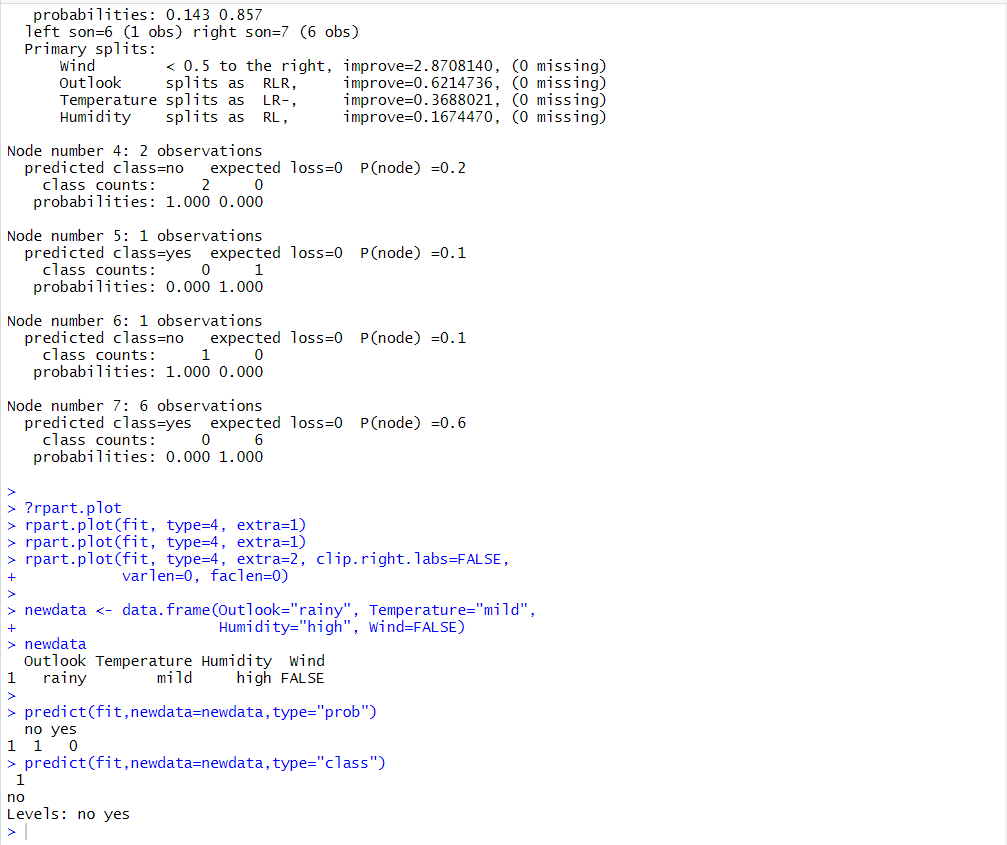 probabilities: 0.143 0.857
  left son=6 (1 obs) right son=7 (6 obs)
  Primary splits:
      Wind        < 0.5 to the right, improve=2.8708140, (0 missing)
      Outlook     splits as  RLR,     improve=0.6214736, (0 missing)
      Temperature splits as  LR-,     improve=0.3688021, (0 missing)
      Humidity    splits as  RL,      improve=0.1674470, (0 missing)

Node number 4: 2 observations
  predicted class=no   expected loss=0  P(node) =0.2
    class counts:     2     0
   probabilities: 1.000 0.000

Node number 5: 1 observations
  predicted class=yes  expected loss=0  P(node) =0.1
    class counts:     0     1
   probabilities: 0.000 1.000

Node number 6: 1 observations
  predicted class=no   expected loss=0  P(node) =0.1
    class counts:     1     0
   probabilities: 1.000 0.000

Node number 7: 6 observations
  predicted class=yes  expected loss=0  P(node) =0.6
    class counts:     0     6
   probabilities: 0.000 1.000

>
> ?rpart.plot
> rpart.plot(fit, type=4, extra=1)
> rpart.plot(fit, type=4, extra=1)
> rpart.plot(fit, type=4, extra=2, clip.right.labs=FALSE,
+            varlen=0, faclen=0)
>
> newdata <- data.frame(Outlook="rainy", Temperature="mild",
+                       Humidity="high", Wind=FALSE)
> newdata
  Outlook Temperature Humidity  Wind
1   rainy        mild     high FALSE
>
> predict(fit,newdata=newdata,type="prob")
  no yes
1  1   0
> predict(fit,newdata=newdata,type="class")
 1
no
Levels: no yes
>